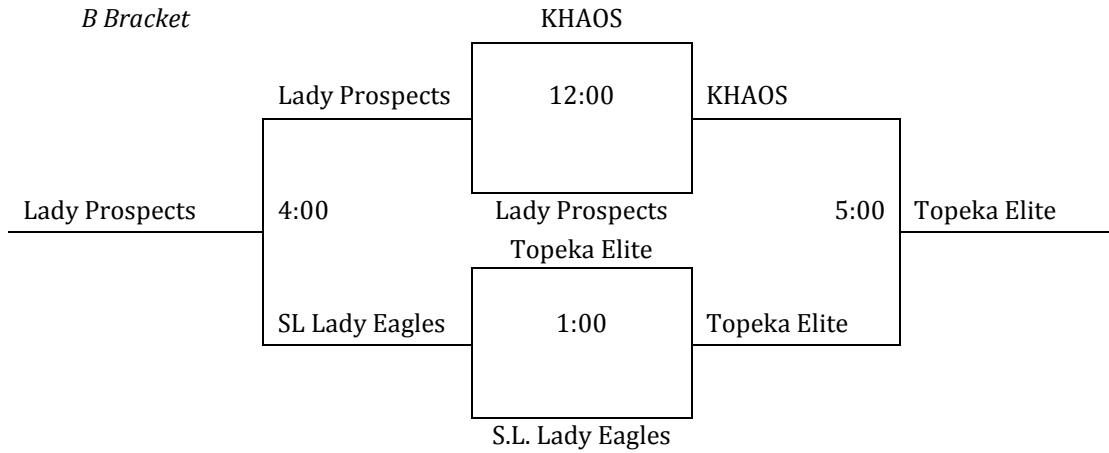 B Bracket KHAOS
Lady Prospects 12:00 KHAOS
Lady Prospects 4:00 Lady Prospects 5:00 Topeka Elite
Topeka Elite
SL Lady Eagles 1:00 Topeka Elite
S.L. Lady Eagles